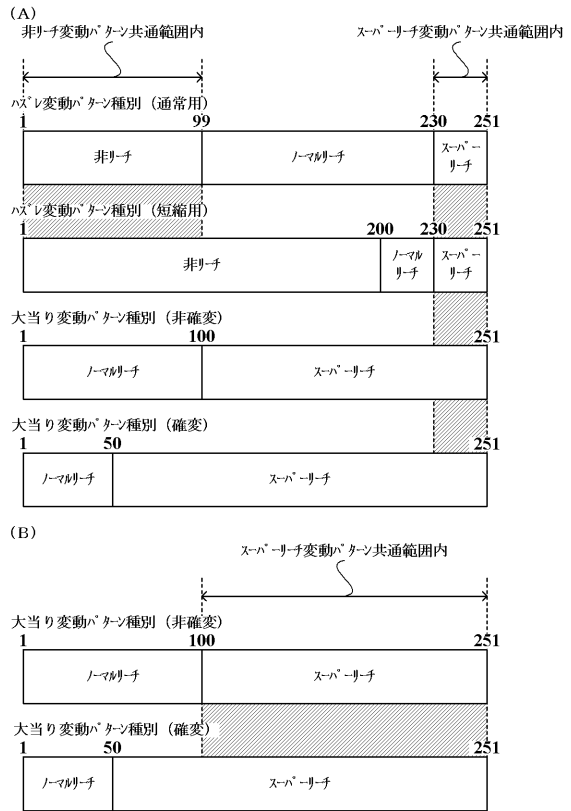 (A)
非リーチ変動パターン共通範囲内 スーパーリーチ変動パターン共通範囲内
ハズレ変動パターン種別（通常用）
1 99 230 251
非リーチ ノーマルリーチ スーパー
リーチ
ハズレ変動パターン種別（短縮用）
1 200 230 251
非リーチ ノーマル
リーチ スーパー
リーチ
大当り変動パターン種別（非確変）
1 100 251
ノーマルリーチ スーパーリーチ
大当り変動パターン種別（確変）
1 50 251
ノーマルリーチ スーパーリーチ
(B)
スーパーリーチ変動パターン共通範囲内
大当り変動パターン種別（非確変）
1 100 251
ノーマルリーチ スーパーリーチ
大当り変動パターン種別（確変）
1 50 251
ノーマルリーチ スーパーリーチ